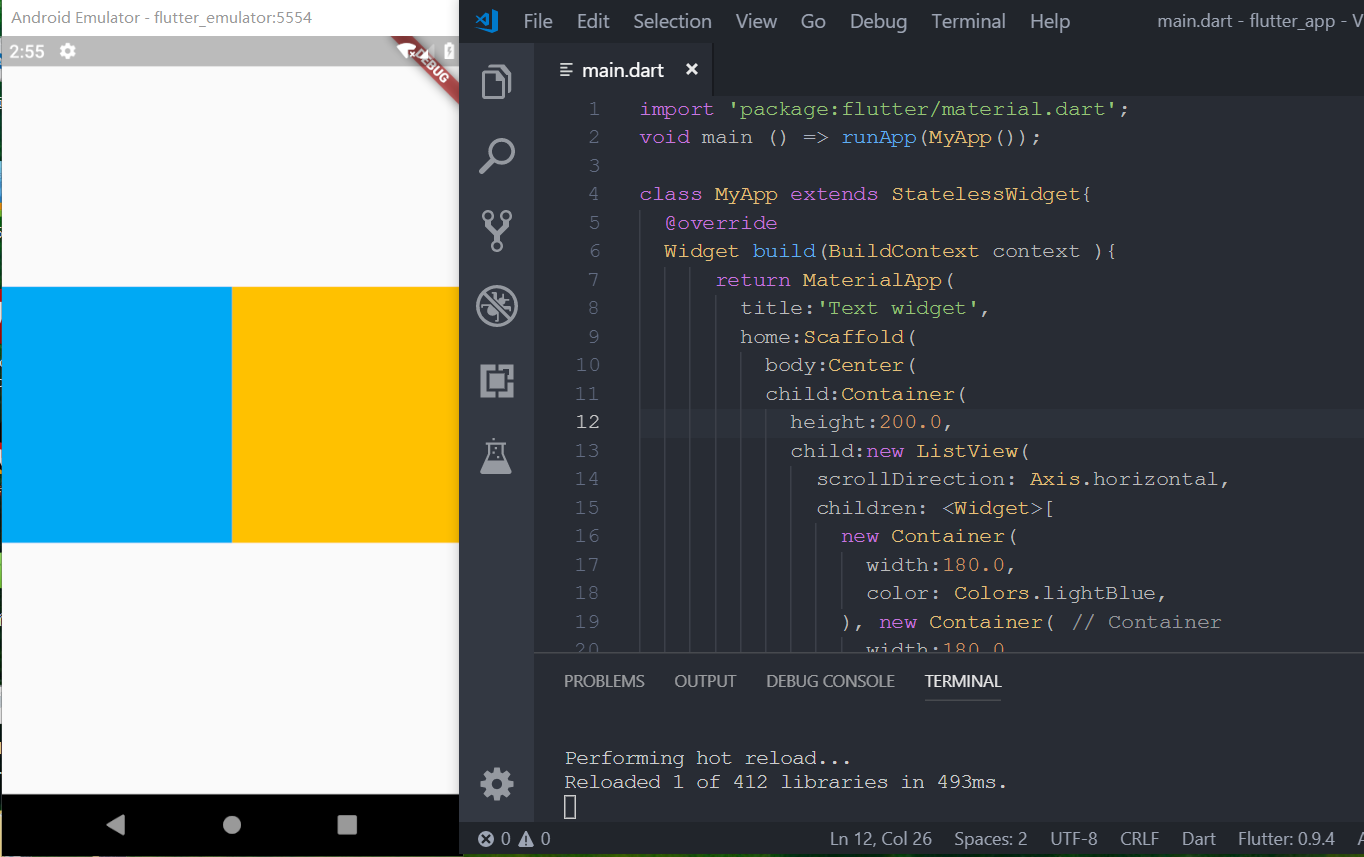 Android Emulator - flutter_emulator:5554
2:55
DEBUG
File Edit Selection View Go Debug Terminal Help main.dart - flutter_app - V
main.dart ×
1 import 'package:flutter/material.dart';
2 void main () => runApp(MyApp());
3
4 class MyApp extends StatelessWidget{
5 @override
6 Widget build(BuildContext context ){
7 return MaterialApp(
8 title:'Text widget',
9 home:Scaffold(
10 body:Center(
11 child:Container(
12 height:200.0,
13 child:new ListView(
14 scrollDirection: Axis.horizontal,
15 children: <Widget>[
16 new Container(
17 width:180.0,
18 color: Colors.lightBlue,
19 ), new Container( // Container
20 width:180.0
PROBLEMS OUTPUT DEBUG CONSOLE TERMINAL
Performing hot reload...
Reloaded 1 of 412 libraries in 493ms.
0 0 Ln 12, Col 26 Spaces: 2 UTF-8 CRLF Dart Flutter: 0.9.4